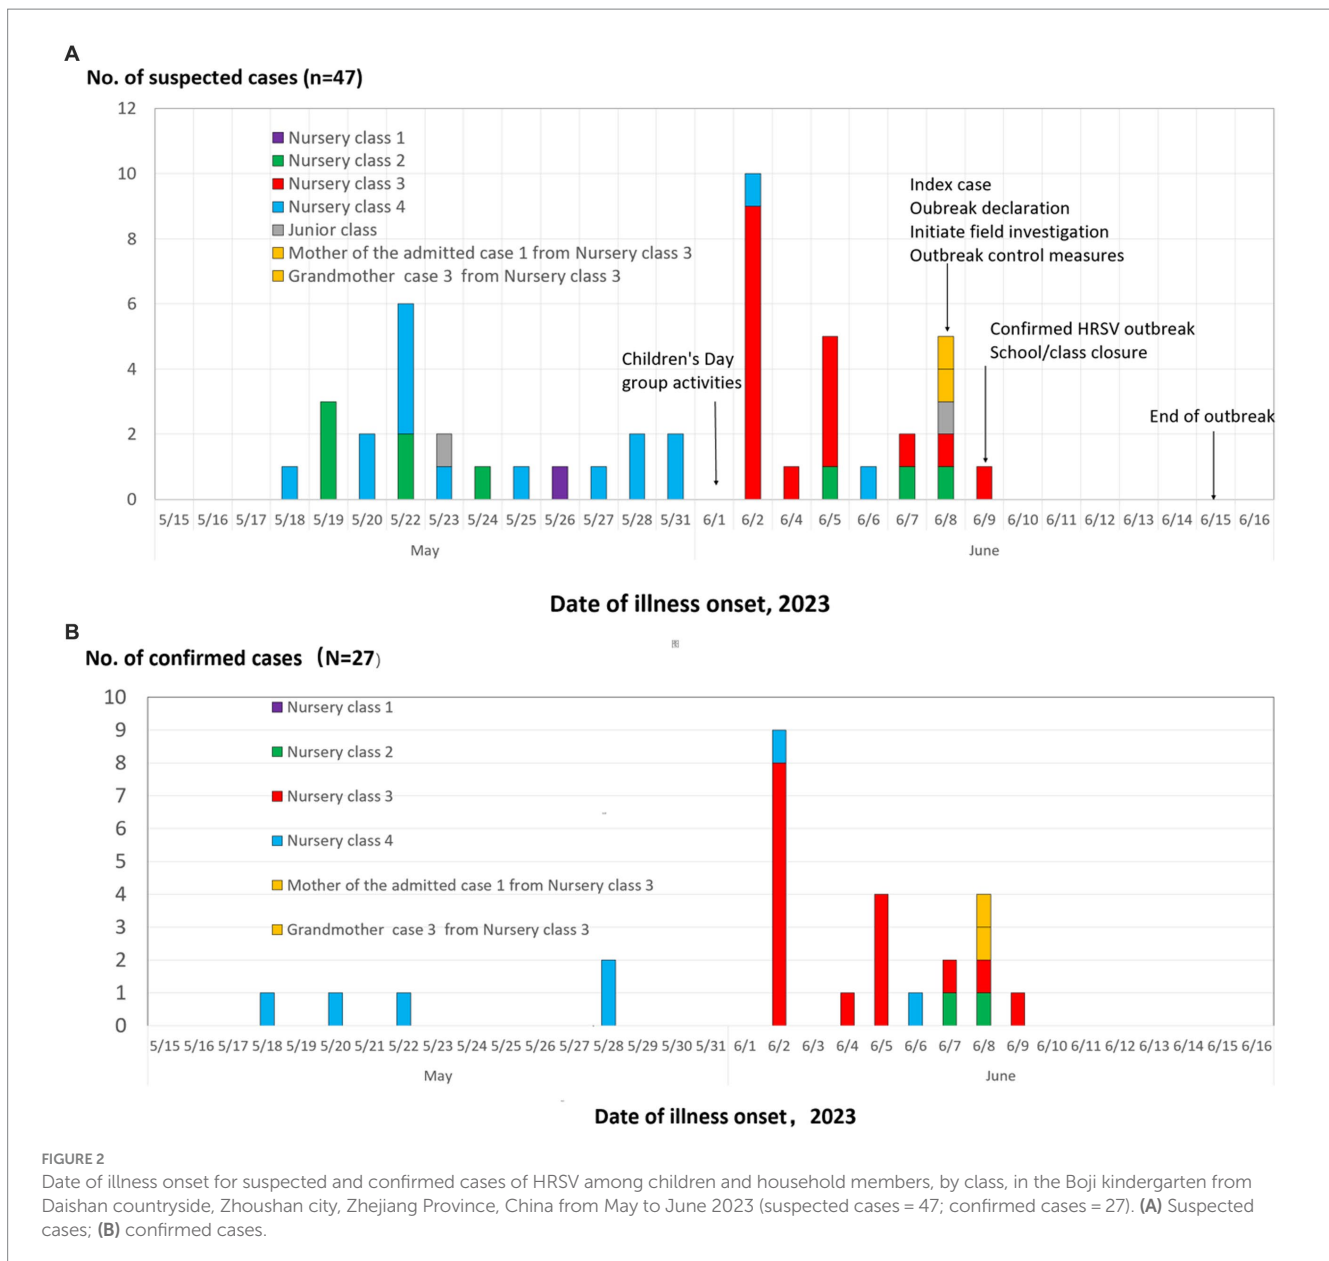 A
No. of suspected cases (n=47)
12
10
8
6
4
2
0
Nursery class 1
Nursery class 2
Nursery class 3
Nursery class 4
Junior class
Mother of the admitted case 1 from Nursery class 3
Grandmother case 3 from Nursery class 3
Children's Day
group activities
Index case
Oubreak declaration
Initiate field investigation
Outbreak control measures
Confirmed HRSV outbreak
School/class closure
End of outbreak
5/15 5/16 5/17 5/18 5/19 5/20 5/22 5/23 5/24 5/25 5/26 5/27 5/28 5/31 6/1 6/2 6/4 6/5 6/6 6/7 6/8 6/9 6/10 6/11 6/12 6/13 6/14 6/15 6/16
May June
Date of illness onset, 2023
B
No. of confirmed cases （N=27）
10
9
8
7
6
5
4
3
2
1
0
Nursery class 1
Nursery class 2
Nursery class 3
Nursery class 4
Mother of the admitted case 1 from Nursery class 3
Grandmother case 3 from Nursery class 3
5/15 5/16 5/17 5/18 5/19 5/20 5/21 5/22 5/23 5/24 5/25 5/26 5/27 5/28 5/29 5/30 5/31 6/1 6/2 6/3 6/4 6/5 6/6 6/7 6/8 6/9 6/10 6/11 6/12 6/13 6/14 6/15 6/16
May June
Date of illness onset，2023
FIGURE 2
Date of illness onset for suspected and confirmed cases of HRSV among children and household members, by class, in the Boji kindergarten from
Daishan countryside, Zhoushan city, Zhejiang Province, China from May to June 2023 (suspected cases = 47; confirmed cases = 27). (A) Suspected
cases; (B) confirmed cases.